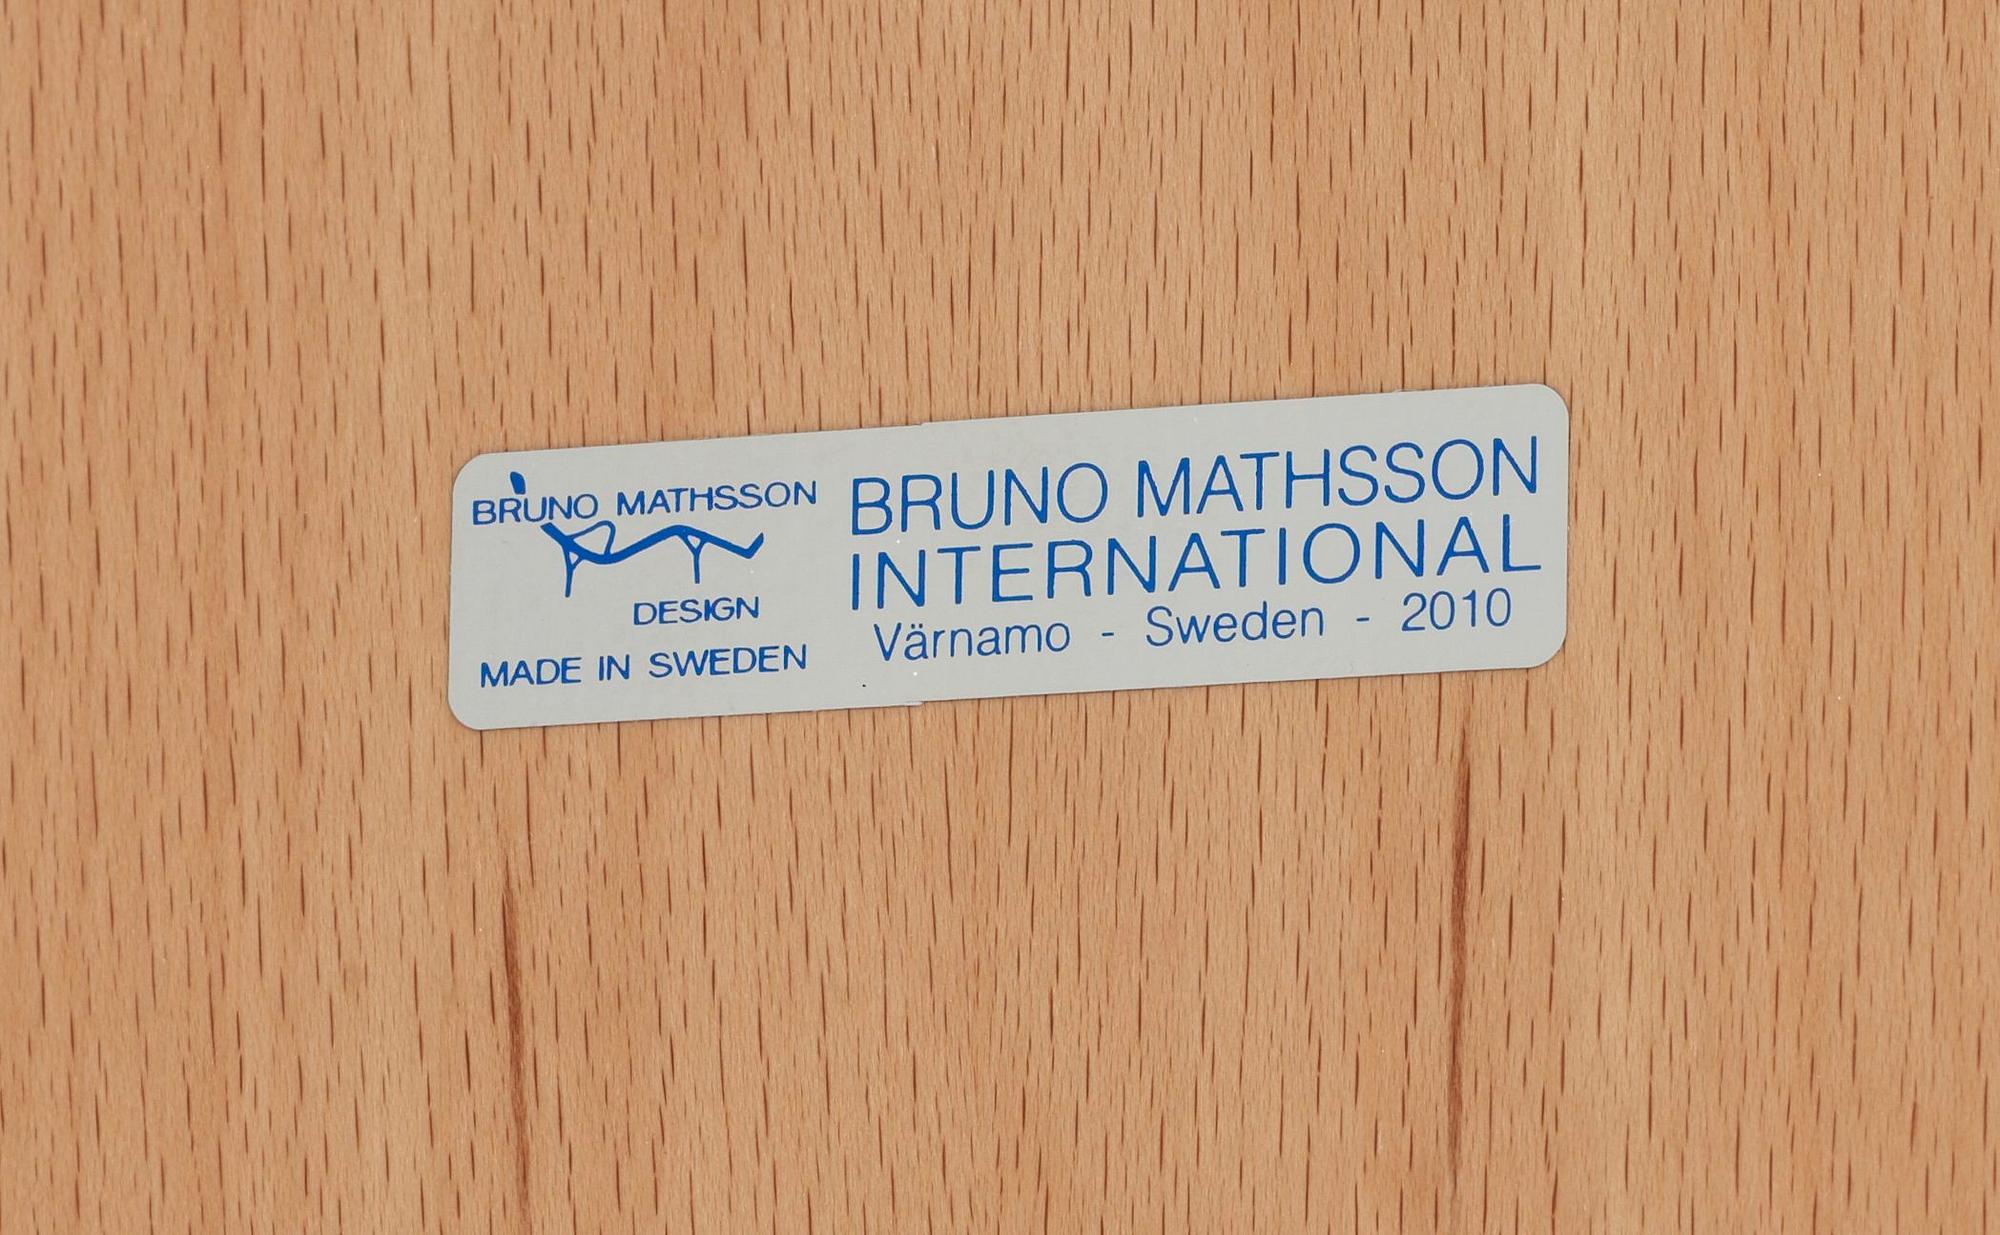 BRUNO MATHSSON
DESIGN
MADE IN SWEDEN
BRUNO MATHSSON
INTERNATIONAL
Värnamo - Sweden - 2010